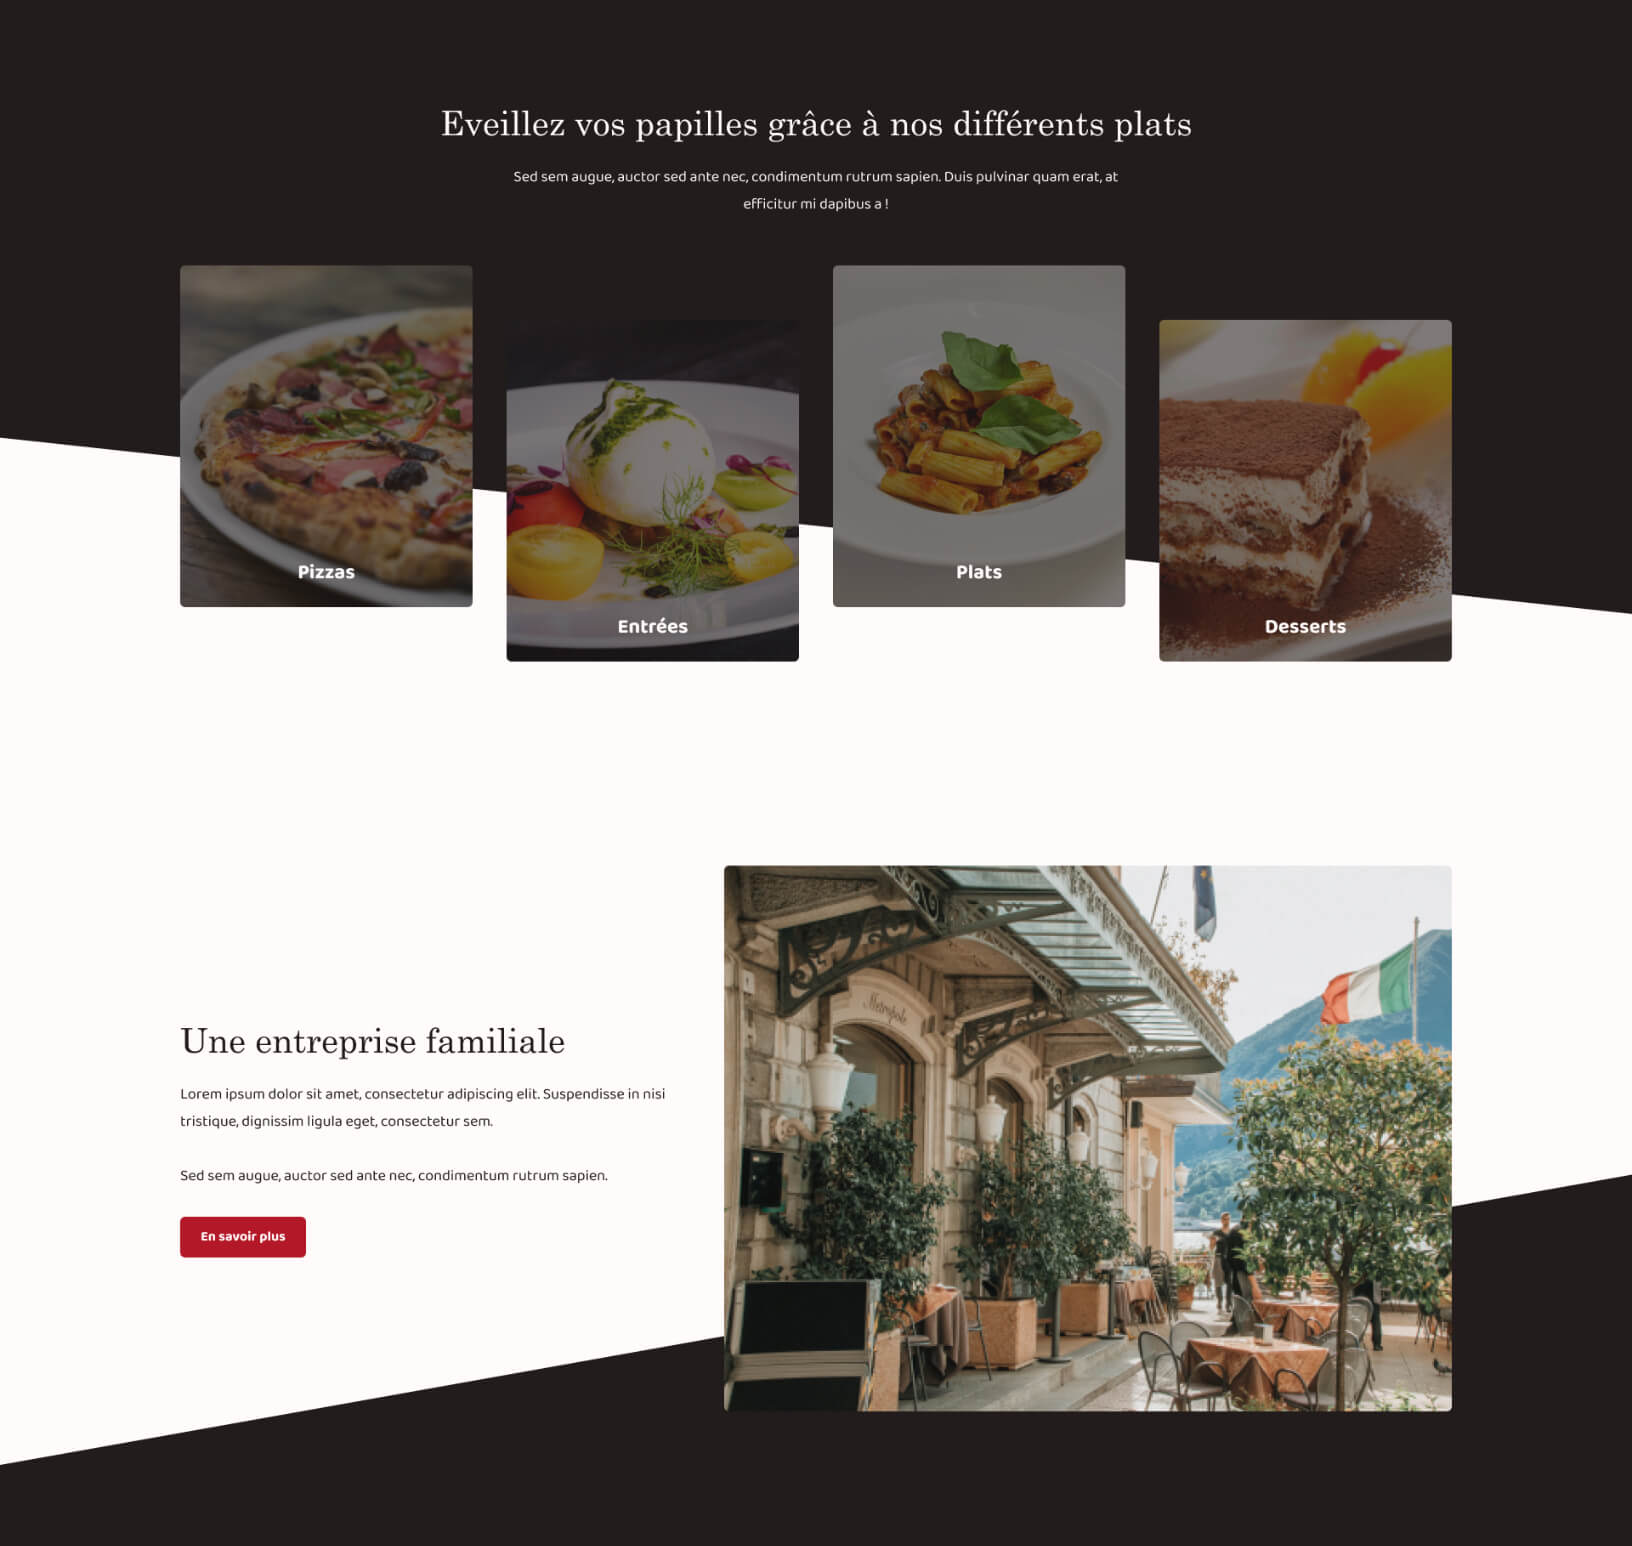 Eveillez vos papilles grâce à nos différents plats
Sed sem augue, auctor sed ante nec, condimentum rutrum sapien. Duis pulvinar quam erat, at
efficitur mi dapibus a !
Pizzas
Entrées
Plats
Desserts
Une entreprise familiale
Lorem ipsum dolor sit amet, consectetur adipiscing elit. Suspendisse in nisi
tristique, dignissim ligula eget, consectetur sem.
Sed sem augue, auctor sed ante nec, condimentum rutrum sapien.
En savoir plus
Metropole